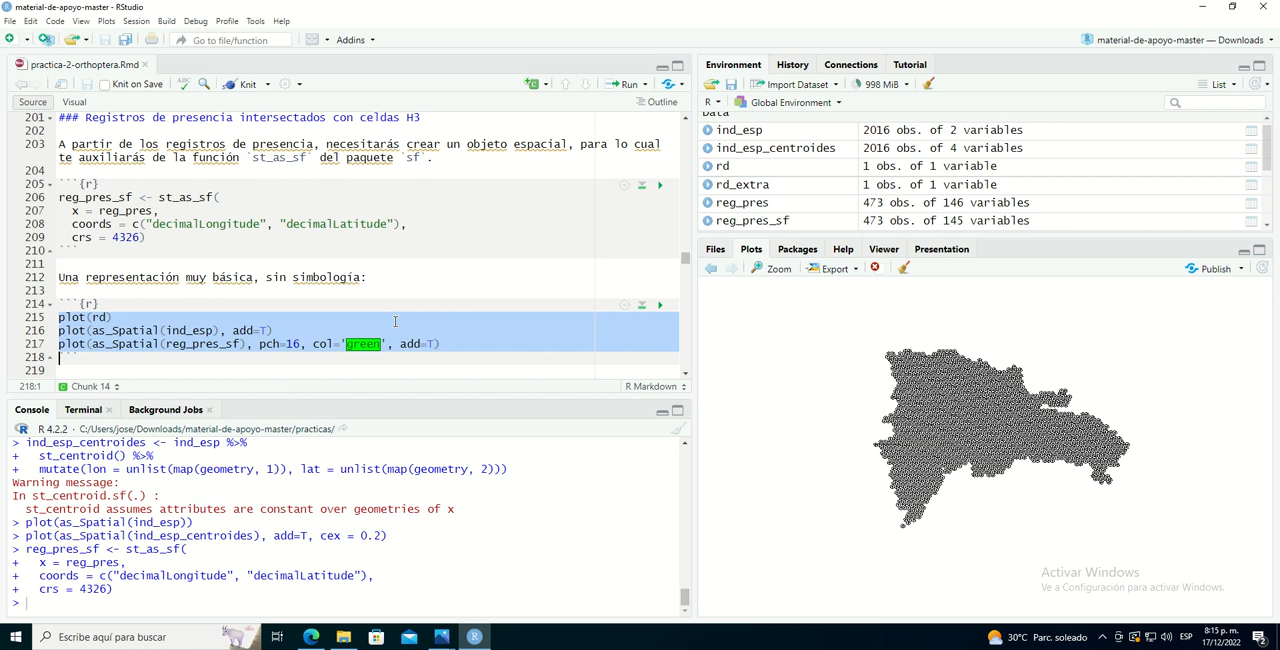 material-de-apoyo-master - RStudio
File Edit Code View Plots Session Build Debug Profile Tools Help
Go to file/function Addins material-de-apoyo-master — Downloads
practica-2-orthoptera.Rmd
Knit on Save ABC Knit Run
Source Visual Outline
201 ### Registros de presencia intersectados con celdas H3
202
203 A partir de los registros de presencia, necesitarás crear un objeto espacial, para lo cual
te auxiliarás de la función `st_as_sf` del paquete `sf`.
204
205 ```{r}
206 reg_pres_sf <- st_as_sf(
207 x = reg_pres,
208 coords = c("decimalLongitude", "decimalLatitude"),
209 crs = 4326)
210 ```
211
212 Una representación muy básica, sin simbología:
213
214 ```{r}
215 plot(rd)
216 plot(as_Spatial(ind_esp), add=T)
217 plot(as_Spatial(reg_pres_sf), pch=16, col='green', add=T)
218 ```
219
218:1 Chunk 14 R Markdown
Console Terminal Background Jobs
R 4.2.2 · C:/Users/jose/Downloads/material-de-apoyo-master/practicas/
> ind_esp_centroides <- ind_esp %>%
+ st_centroid() %>%
+ mutate(lon = unlist(map(geometry, 1)), lat = unlist(map(geometry, 2)))
Warning message:
In st_centroid.sf(.) :
st_centroid assumes attributes are constant over geometries of x
> plot(as_Spatial(ind_esp))
> plot(as_Spatial(ind_esp_centroides), add=T, cex = 0.2)
> reg_pres_sf <- st_as_sf(
+ x = reg_pres,
+ coords = c("decimalLongitude", "decimalLatitude"),
+ crs = 4326)
>
Environment History Connections Tutorial
Import Dataset 998 MiB List
R Global Environment
Data
ind_esp 2016 obs. of 2 variables
ind_esp_centroides 2016 obs. of 4 variables
rd 1 obs. of 1 variable
rd_extra 1 obs. of 1 variable
reg_pres 473 obs. of 146 variables
reg_pres_sf 473 obs. of 145 variables
Files Plots Packages Help Viewer Presentation
Zoom Export Publish
Activar Windows
Ve a Configuración para activar Windows.
Escribe aquí para buscar
30°C Parc. soleado ESP 8:15 p. m.
17/12/2022
2